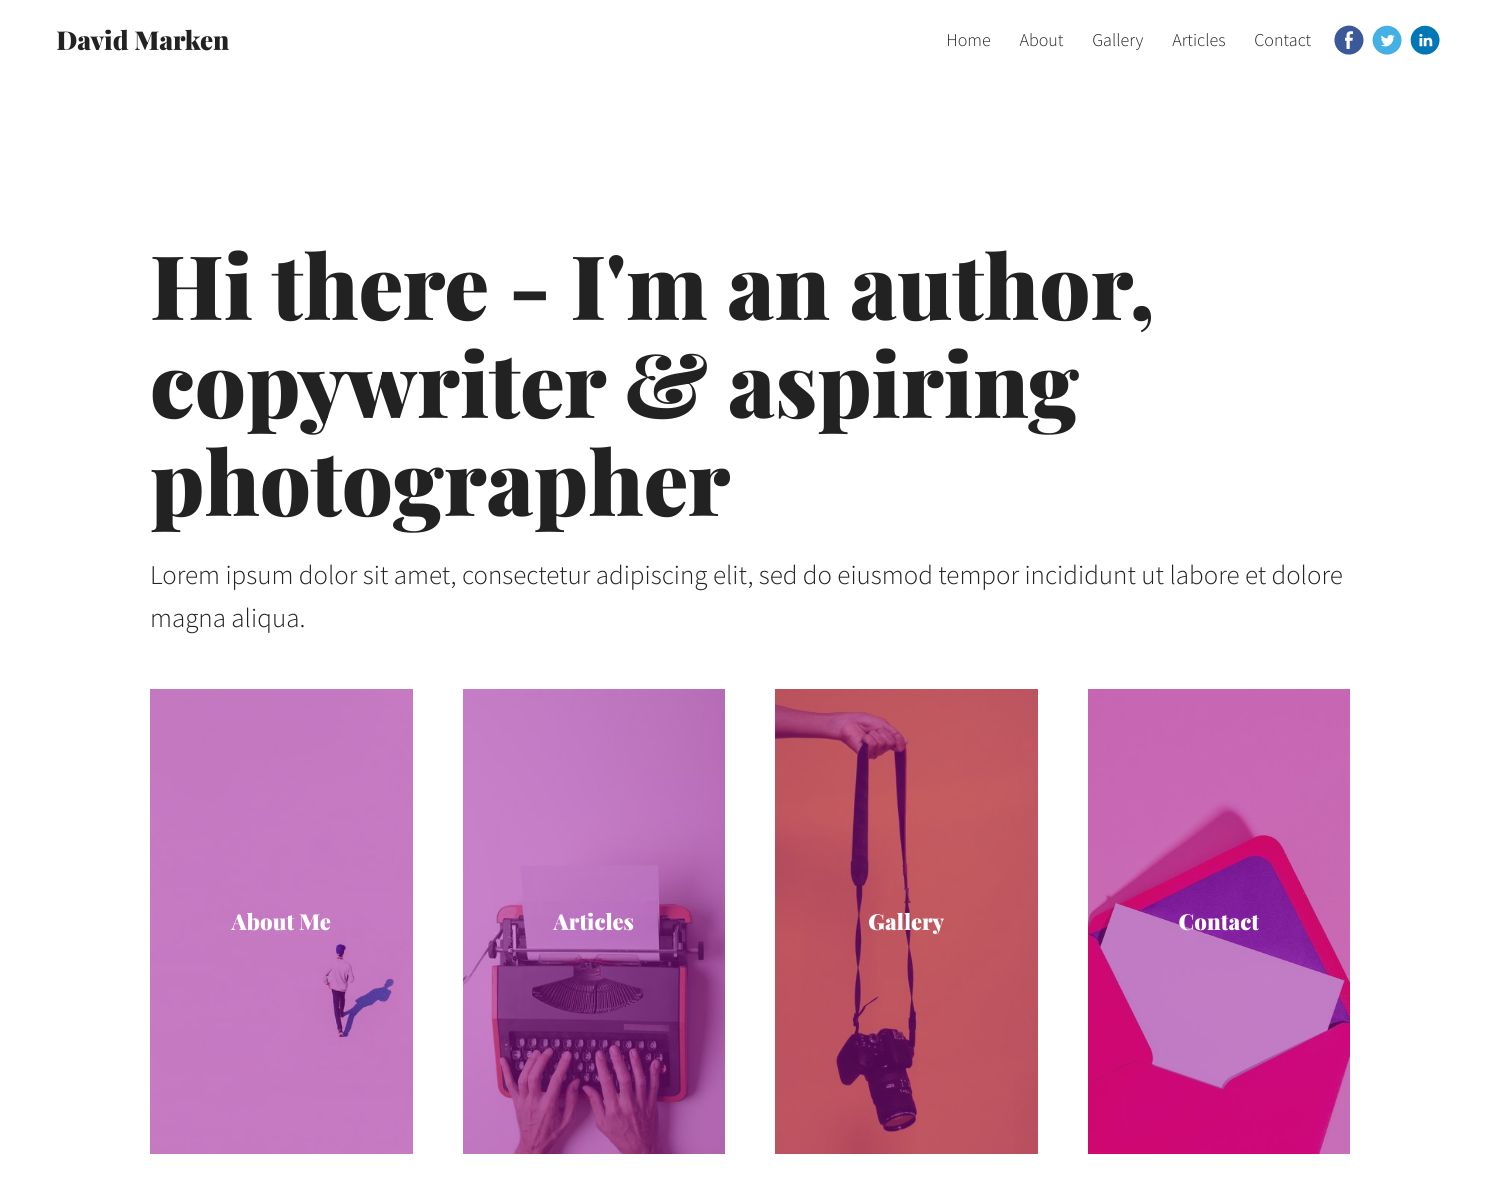 David Marken
Home About Gallery Articles Contact
Hi there - I'm an author,
copywriter & aspiring
photographer
Lorem ipsum dolor sit amet, consectetur adipiscing elit, sed do eiusmod tempor incididunt ut labore et dolore
magna aliqua.
About Me
Articles
Gallery
Contact